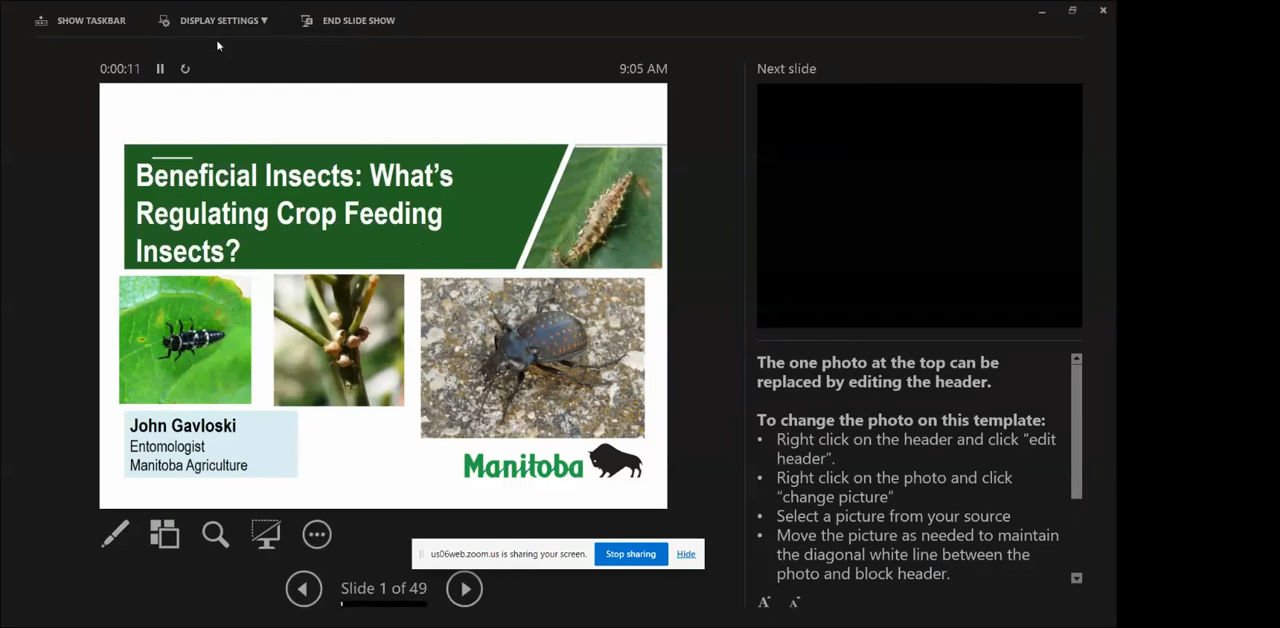 SHOW TASKBAR
DISPLAY SETTINGS ▼
END SLIDE SHOW
0:00:11
9:05 AM
Beneficial Insects: What's
Regulating Crop Feeding
Insects?
John Gavloski
Entomologist
Manitoba Agriculture
Manitoba
us06web.zoom.us is sharing your screen.
Stop sharing
Hide
Slide 1 of 49
Next slide
The one photo at the top can be
replaced by editing the header.
To change the photo on this template:
• Right click on the header and click “edit
header”.
• Right click on the photo and click
“change picture”
• Select a picture from your source
• Move the picture as needed to maintain
the diagonal white line between the
photo and block header.
A A